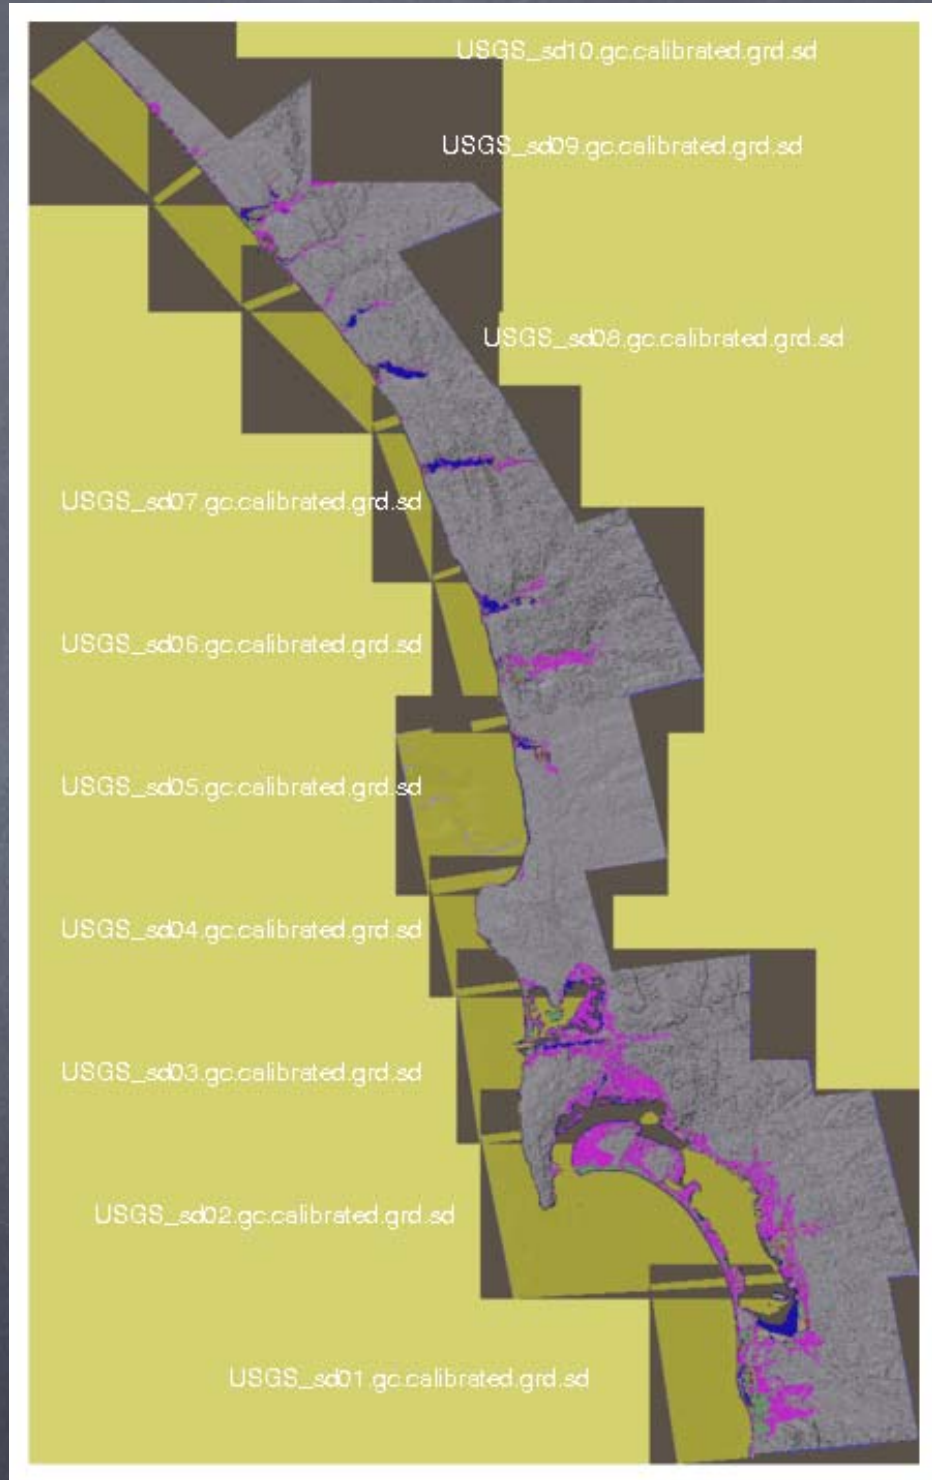 USGS_sd10.gc.calibrated.grd.sd
USGS_sd09.gc.calibrated.grd.sd
USGS_sd08.gc.calibrated.grd.sd
USGS_sd07.gc.calibrated.grd.sd
USGS_sd06.gc.calibrated.grd.sd
USGS_sd05.gc.calibrated.grd.sd
USGS_sd04.gc.calibrated.grd.sd
USGS_sd03.gc.calibrated.grd.sd
USGS_sd02.gc.calibrated.grd.sd
USGS_sd01.gc.calibrated.grd.sd